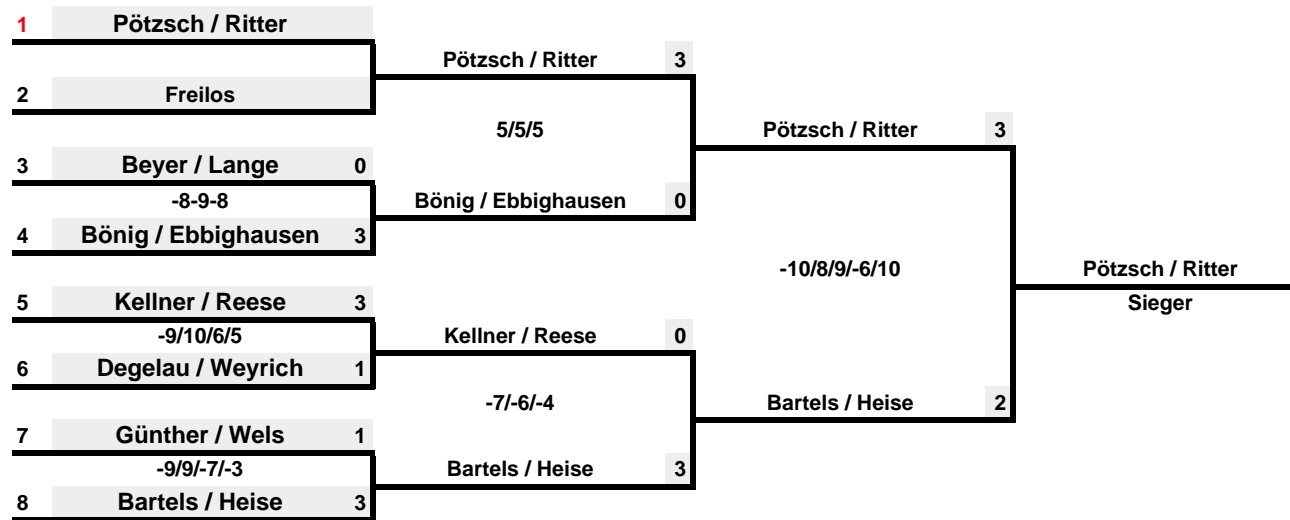 1 Pötzsch / Ritter
Pötzsch / Ritter 3
2 Freilos
5/5/5
Pötzsch / Ritter 3
3 Beyer / Lange 0
-8-9-8
Bönig / Ebbighausen 0
4 Bönig / Ebbighausen 3
-10/8/9/-6/10
Pötzsch / Ritter
Sieger
5 Kellner / Reese 3
-9/10/6/5
Kellner / Reese 0
6 Degelau / Weyrich 1
-7/-6/-4
Bartels / Heise 2
7 Günther / Wels 1
-9/9/-7/-3
Bartels / Heise 3
8 Bartels / Heise 3